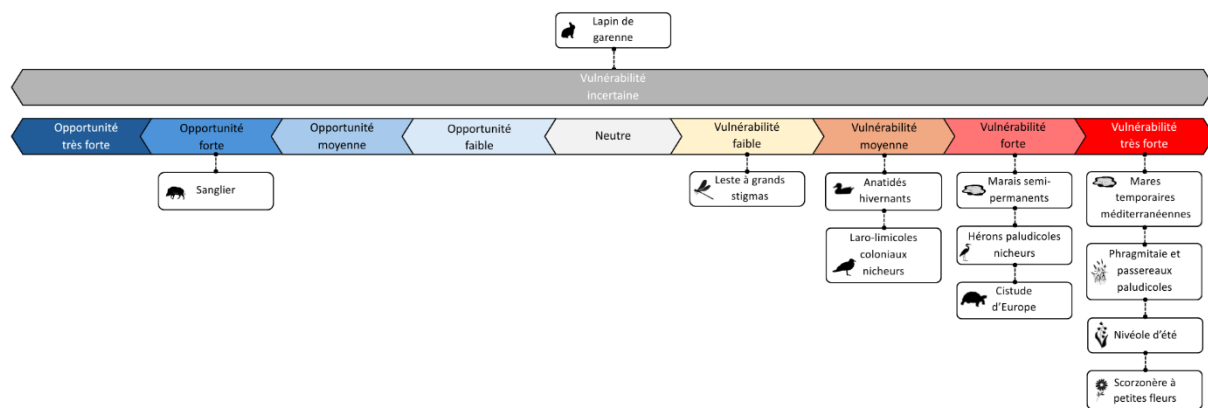 Lapin de
garenne
Vulnérabilité
incertaine
Opportunité
très forte
Opportunité
forte
Opportunité
moyenne
Opportunité
faible
Neutre
Vulnérabilité
faible
Vulnérabilité
moyenne
Vulnérabilité
forte
Vulnérabilité
très forte
Sanglier
Leste à grands
stigmas
Anatidés
hivernants
Laro-limicoles
coloniaux
nicheurs
Marais semi-
permanents
Hérons paludicoles
nicheurs
Cistude
d'Europe
Mares
temporaires
méditerranéennes
Phragmitaie et
passereaux
paludicoles
Nivéole d'été
Scorzonère à
petites fleurs